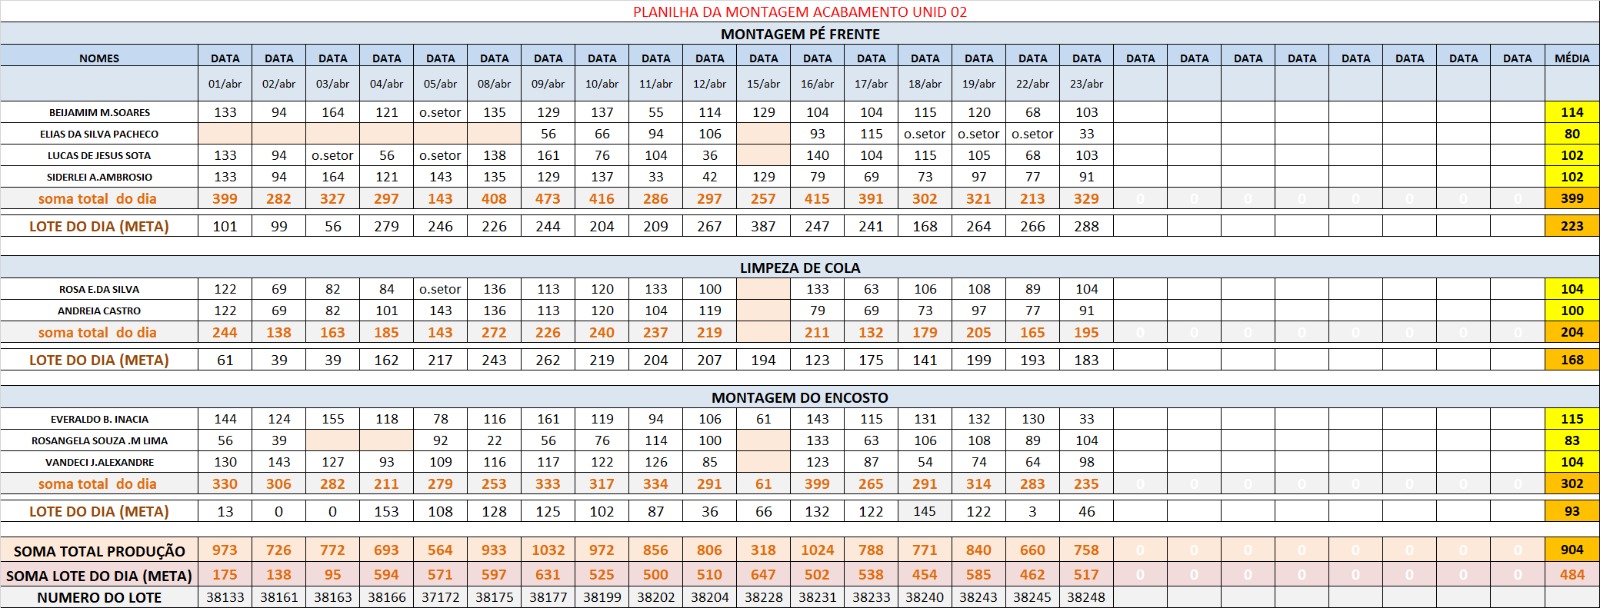 PLANILHA DA MONTAGEM ACABAMENTO UNID 02
MONTAGEM PÉ FRENTE
NOMES DATA DATA DATA DATA DATA DATA DATA DATA DATA DATA DATA DATA DATA DATA DATA DATA DATA DATA DATA DATA DATA DATA DATA DATA DATA MÉDIA
01/abr 02/abr 03/abr 04/abr 05/abr 08/abr 09/abr 10/abr 11/abr 12/abr 15/abr 16/abr 17/abr 18/abr 19/abr 22/abr 23/abr
BEIJAMIM M.SOARES 133 94 164 121 o.setor 135 129 137 55 114 129 104 104 115 120 68 103 114
ELIAS DA SILVA PACHECO 56 66 94 106 93 115 o.setor o.setor o.setor 33 80
LUCAS DE JESUS SOTA 133 94 o.setor 56 o.setor 138 161 76 104 36 140 104 115 105 68 103 102
SIDERLEI A.AMBROSIO 133 94 164 121 143 135 129 137 33 42 129 79 69 73 97 77 91 102
soma total do dia 399 282 327 297 143 408 473 416 286 297 257 415 391 302 321 213 329 0 0 0 0 0 0 0 0 399
LOTE DO DIA (META) 101 99 56 279 246 226 244 204 209 267 387 247 241 168 264 266 288 223
LIMPEZA DE COLA
ROSA E.DA SILVA 122 69 82 84 o.setor 136 113 120 133 100 133 63 106 108 89 104 104
ANDREIA CASTRO 122 69 82 101 143 136 113 120 104 119 79 69 73 97 77 91 100
soma total do dia 244 138 163 185 143 272 226 240 237 219 211 132 179 205 165 195 0 0 0 0 0 0 0 0 204
LOTE DO DIA (META) 61 39 39 162 217 243 262 219 204 207 194 123 175 141 199 193 183 168
MONTAGEM DO ENCOSTO
EVERALDO B. INACIA 144 124 155 118 78 116 161 119 94 106 61 143 115 131 132 130 33 115
ROSANGELA SOUZA .M LIMA 56 39 92 22 56 76 114 100 133 63 106 108 89 104 83
VANDECI J.ALEXANDRE 130 143 127 93 109 116 117 122 126 85 123 87 54 74 64 98 104
soma total do dia 330 306 282 211 279 253 333 317 334 291 61 399 265 291 314 283 235 0 0 0 0 0 0 0 0 302
LOTE DO DIA (META) 13 0 0 153 108 128 125 102 87 36 66 132 122 145 122 3 46 93
SOMA TOTAL PRODUÇÃO 973 726 772 693 564 933 1032 972 856 806 318 1024 788 771 840 660 758 0 0 0 0 0 0 0 0 904
SOMA LOTE DO DIA (META) 175 138 95 594 571 597 631 525 500 510 647 502 538 454 585 462 517 0 0 0 0 0 0 0 0 484
NUMERO DO LOTE 38133 38161 38163 38166 37172 38175 38177 38199 38202 38204 38228 38231 38233 38240 38243 38245 38248